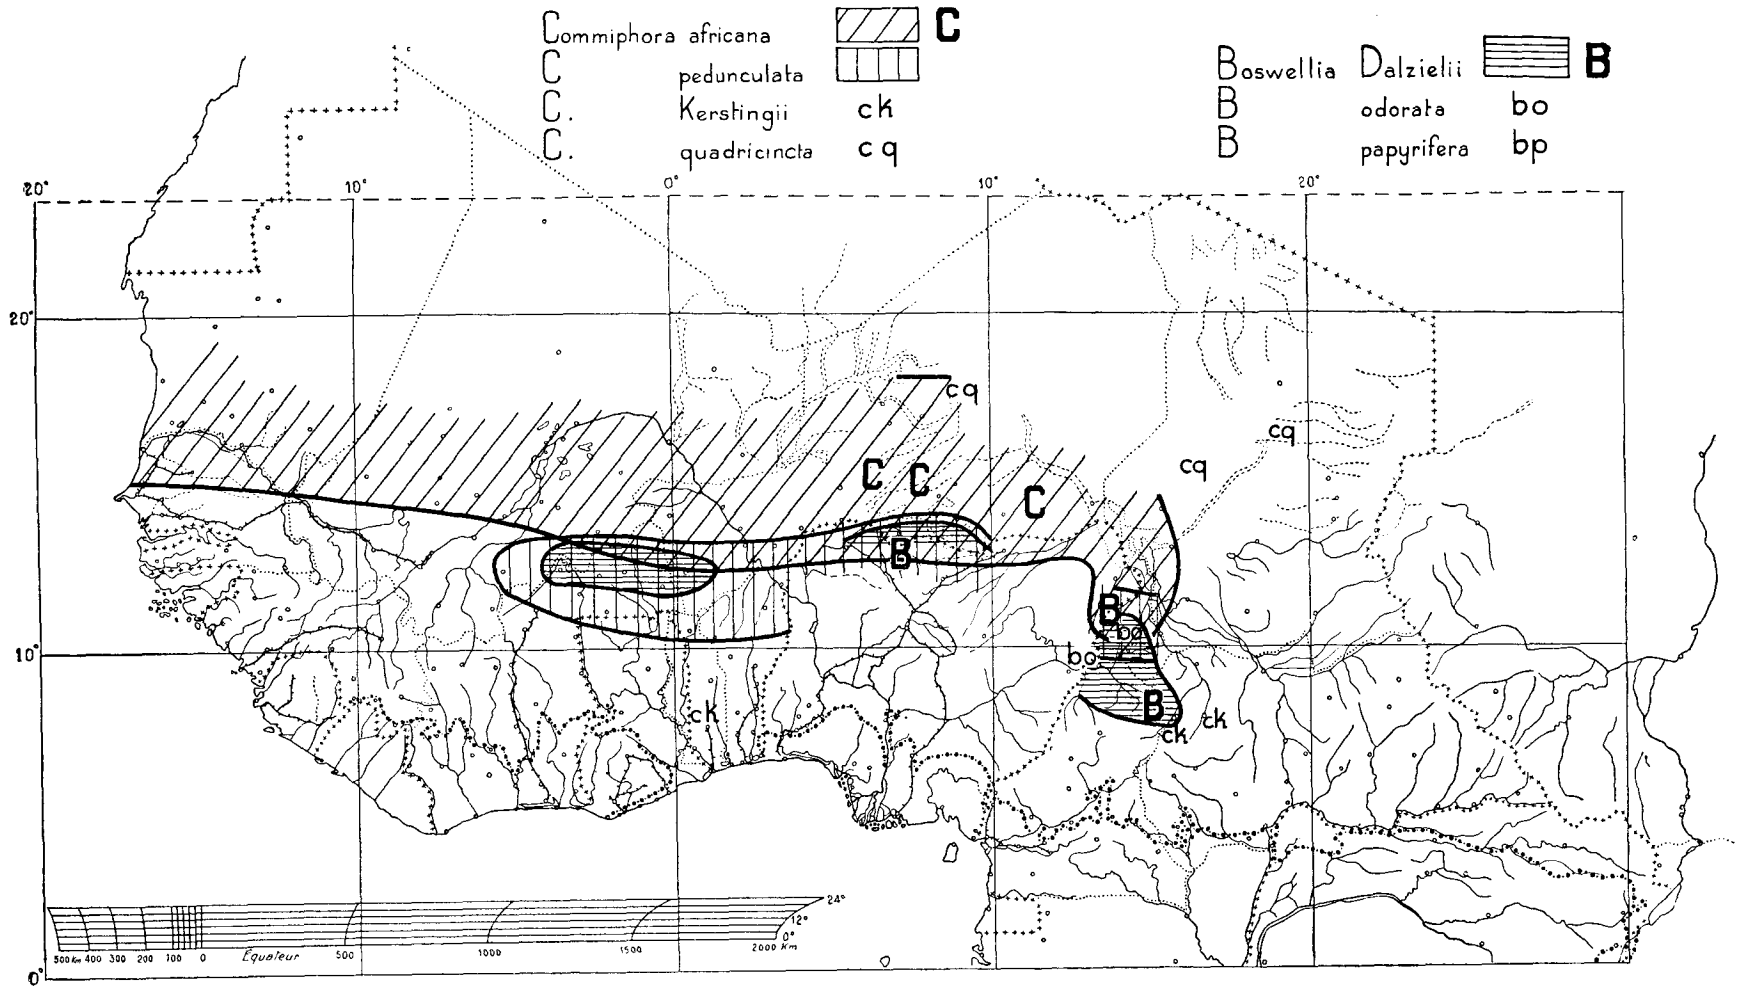 Commiphora africana C
C pedunculata
C. Kerstingii ck
C. quadricincta cq
Boswellia Dalzielii B
B odorata bo
B papyrifera bp
20° 10° 0° 10° 20°
20°
cq
cq
cq
C C C
B
B
bo
10°
bo
B
ck
ck
ck
24°
12°
0°
500 Km 400 300 200 100 0 Équateur 500 1000 1500 2000 Km
0°